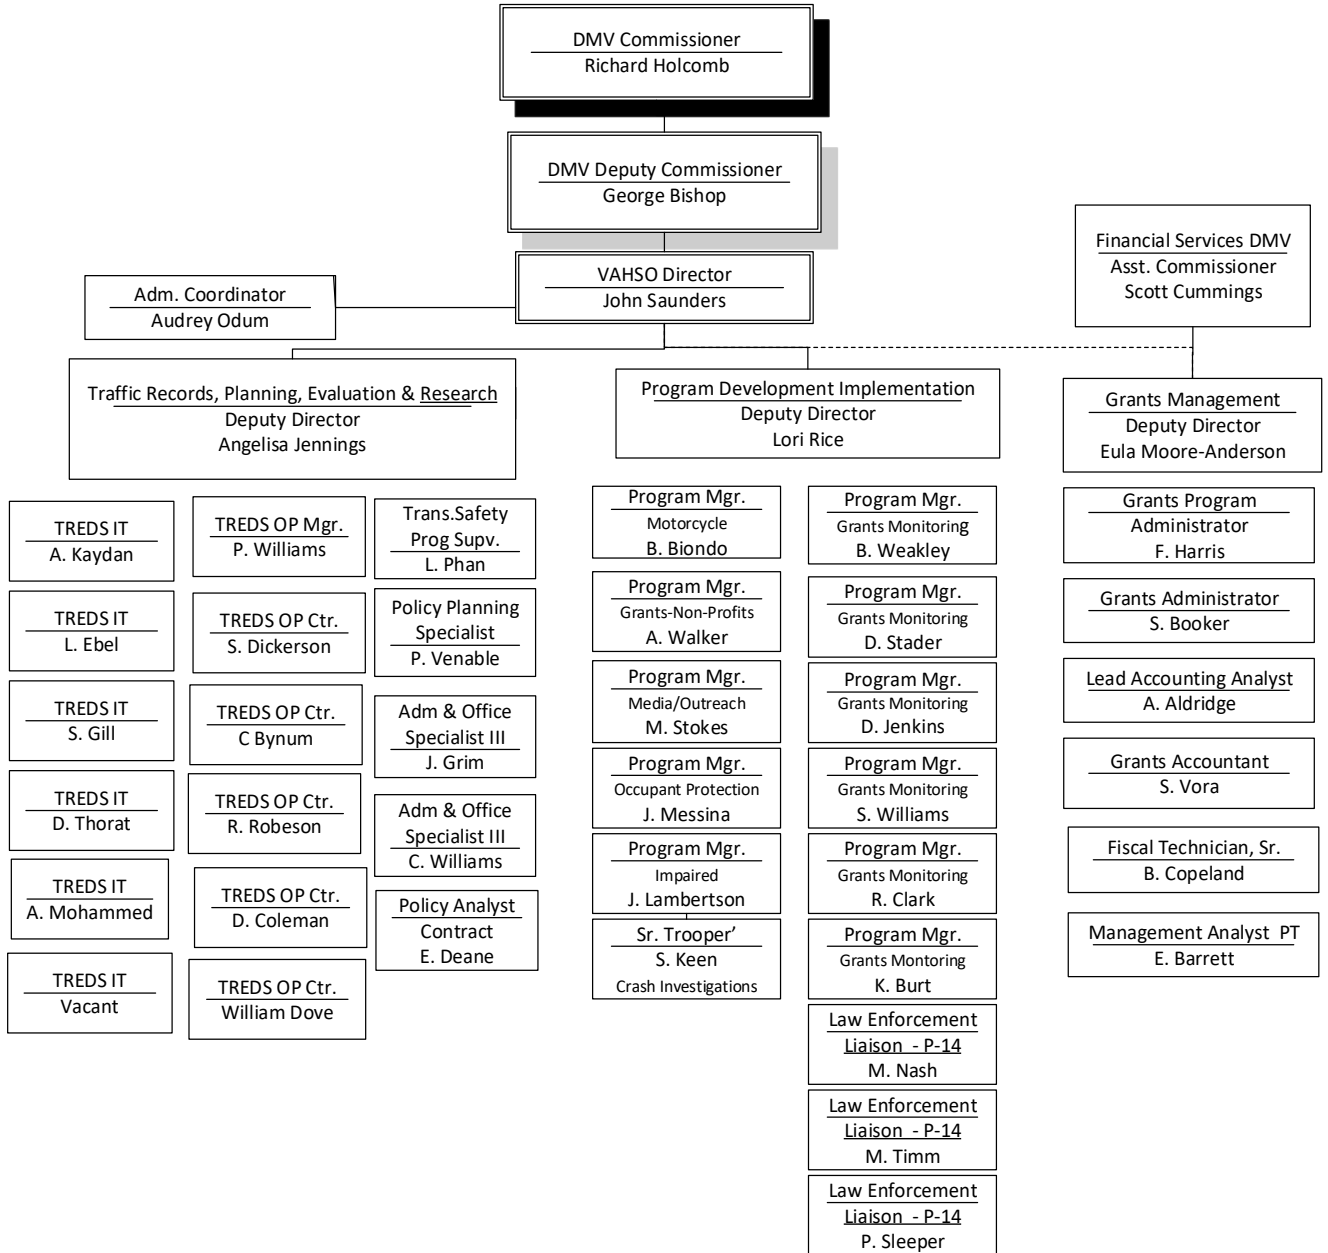 DMV Commissioner
Richard Holcomb
DMV Deputy Commissioner
George Bishop
VAHSO Director
John Saunders
Adm. Coordinator
Audrey Odum
Financial Services DMV
Asst. Commissioner
Scott Cummings
Traffic Records, Planning, Evaluation & Research
Deputy Director
Angelisa Jennings
Program Development Implementation
Deputy Director
Lori Rice
Grants Management
Deputy Director
Eula Moore-Anderson
TREDS IT
A. Kaydan
TREDS IT
L. Ebel
TREDS IT
S. Gill
TREDS IT
D. Thorat
TREDS IT
A. Mohammed
TREDS IT
Vacant
TREDS OP Mgr.
P. Williams
TREDS OP Ctr.
S. Dickerson
TREDS OP Ctr.
C Bynum
TREDS OP Ctr.
R. Robeson
TREDS OP Ctr.
D. Coleman
TREDS OP Ctr.
William Dove
Trans.Safety
Prog Supv.
L. Phan
Policy Planning
Specialist
P. Venable
Adm & Office
Specialist III
J. Grim
Adm & Office
Specialist III
C. Williams
Policy Analyst
Contract
E. Deane
Program Mgr.
Motorcycle
B. Biondo
Program Mgr.
Grants-Non-Profits
A. Walker
Program Mgr.
Media/Outreach
M. Stokes
Program Mgr.
Occupant Protection
J. Messina
Program Mgr.
Impaired
J. Lambertson
Sr. Trooper’
S. Keen
Crash Investigations
Program Mgr.
Grants Monitoring
B. Weakley
Program Mgr.
Grants Monitoring
D. Stader
Program Mgr.
Grants Monitoring
D. Jenkins
Program Mgr.
Grants Monitoring
S. Williams
Program Mgr.
Grants Monitoring
R. Clark
Program Mgr.
Grants Montoring
K. Burt
Law Enforcement
Liaison - P-14
M. Nash
Law Enforcement
Liaison - P-14
M. Timm
Law Enforcement
Liaison - P-14
P. Sleeper
Grants Program
Administrator
F. Harris
Grants Administrator
S. Booker
Lead Accounting Analyst
A. Aldridge
Grants Accountant
S. Vora
Fiscal Technician, Sr.
B. Copeland
Management Analyst PT
E. Barrett